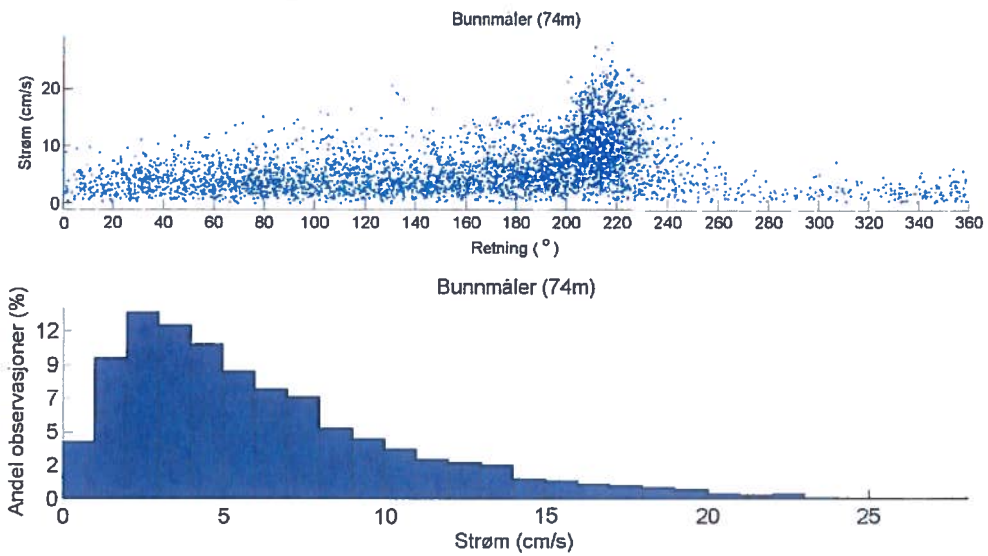 Bunnmåler (74m)
Strøm (cm/s)
20
10
0
0 20 40 60 80 100 120 140 160 180 200 220 240 260 280 300 320 340 360
Retning (°)
Bunnmåler (74m)
Andel observasjoner (%)
12
9
7
5
2
0
0 5 10 15 20 25
Strøm (cm/s)